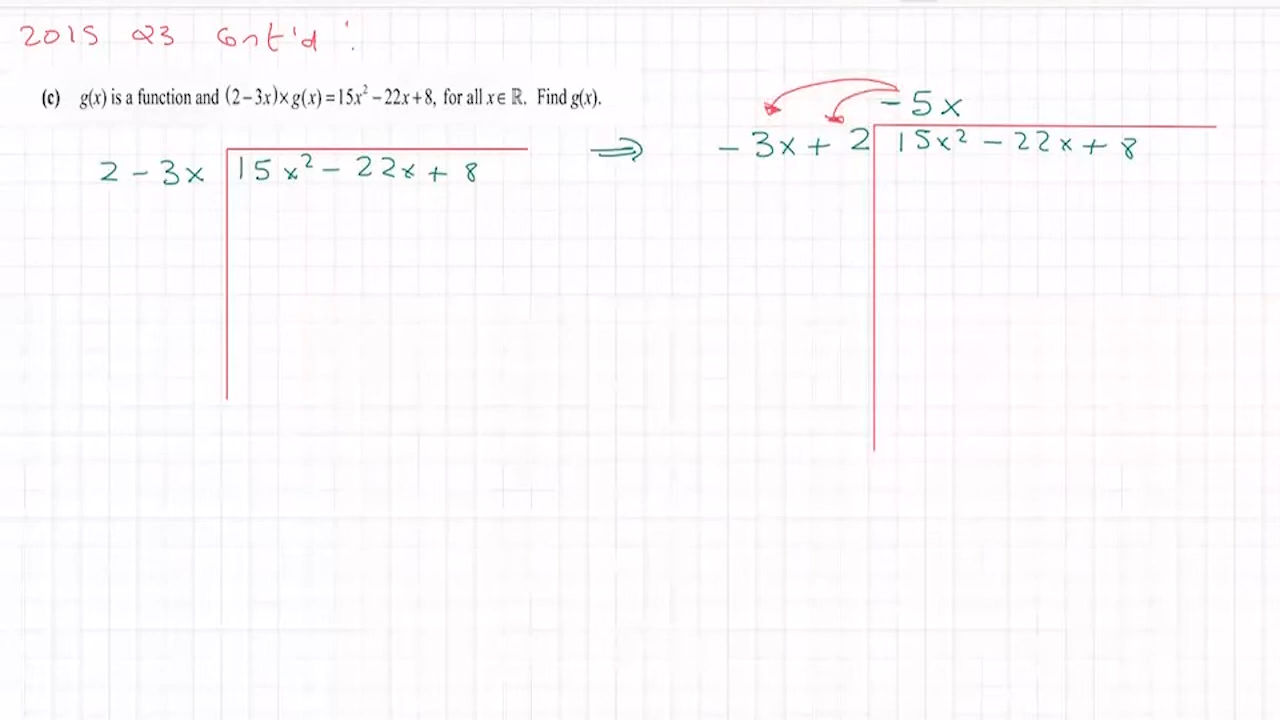 2015 Q3 Cont'd :
(c) g(x) is a function and (2−3x)×g(x)=15x²−22x+8, for all x∈ℝ. Find g(x).
− 5x
2 − 3x 15x² − 22x + 8 ⇒ − 3x + 2 15x² − 22x + 8